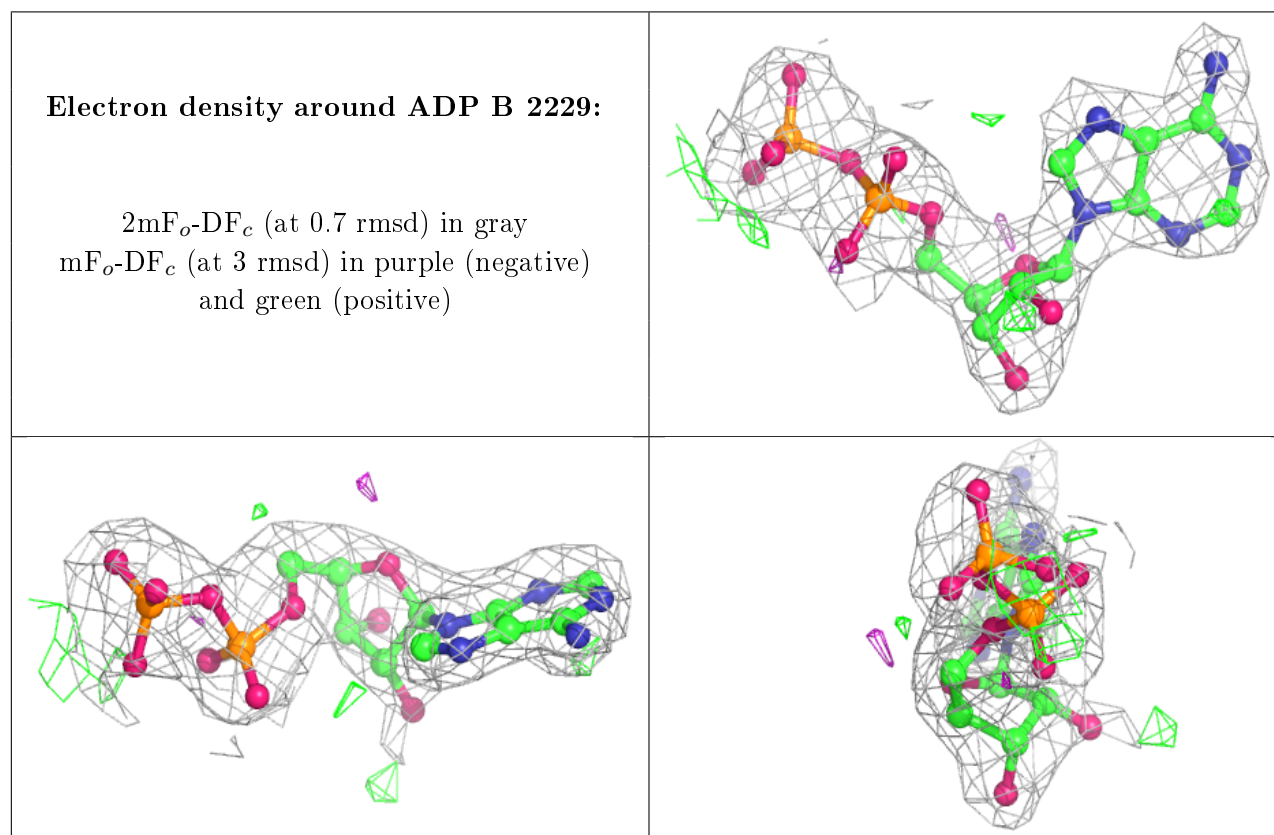 Electron density around ADP B 2229:
2mFₒ-DF𝒸 (at 0.7 rmsd) in gray
mFₒ-DF𝒸 (at 3 rmsd) in purple (negative)
and green (positive)